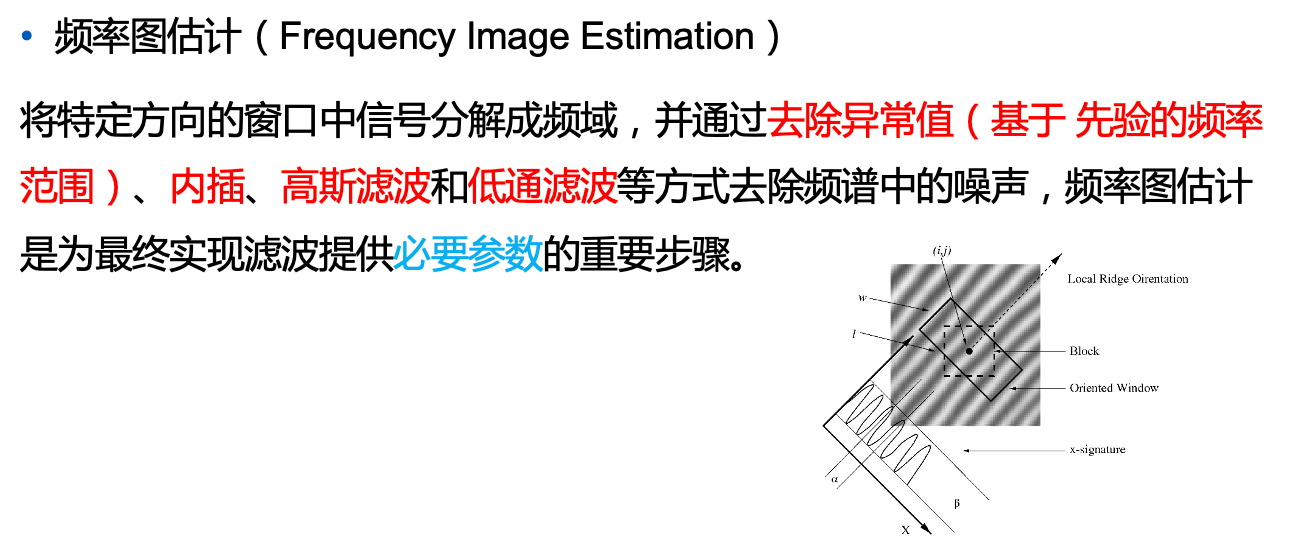 • 频率图估计（Frequency Image Estimation）
将特定方向的窗口中信号分解成频域，并通过去除异常值（基于 先验的频率
范围）、内插、高斯滤波和低通滤波等方式去除频谱中的噪声，频率图估计
是为最终实现滤波提供必要参数的重要步骤。
(i,j)
Local Ridge Oirentation
w
l
Block
Oriented Window
x-signature
α
β
X